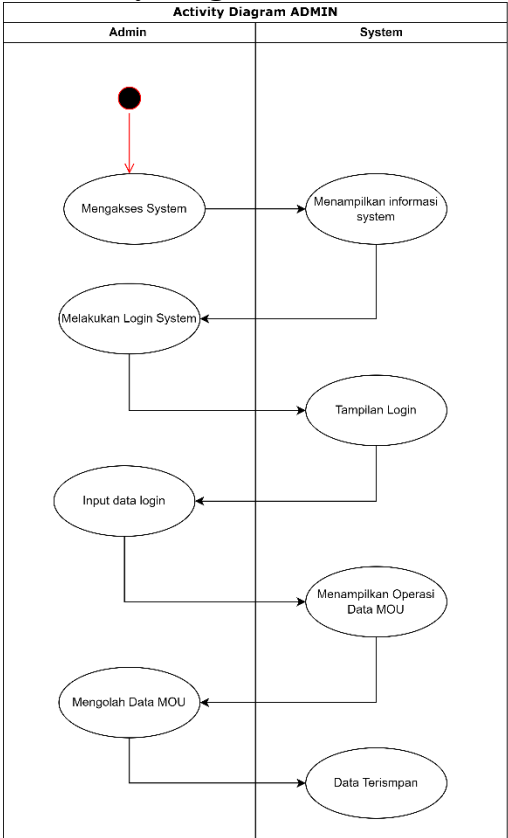 Activity Diagram ADMIN
Admin
System
Mengakses System
Menampilkan informasi
system
Melakukan Login System
Tampilan Login
Input data login
Menampilkan Operasi
Data MOU
Mengolah Data MOU
Data Terismpan